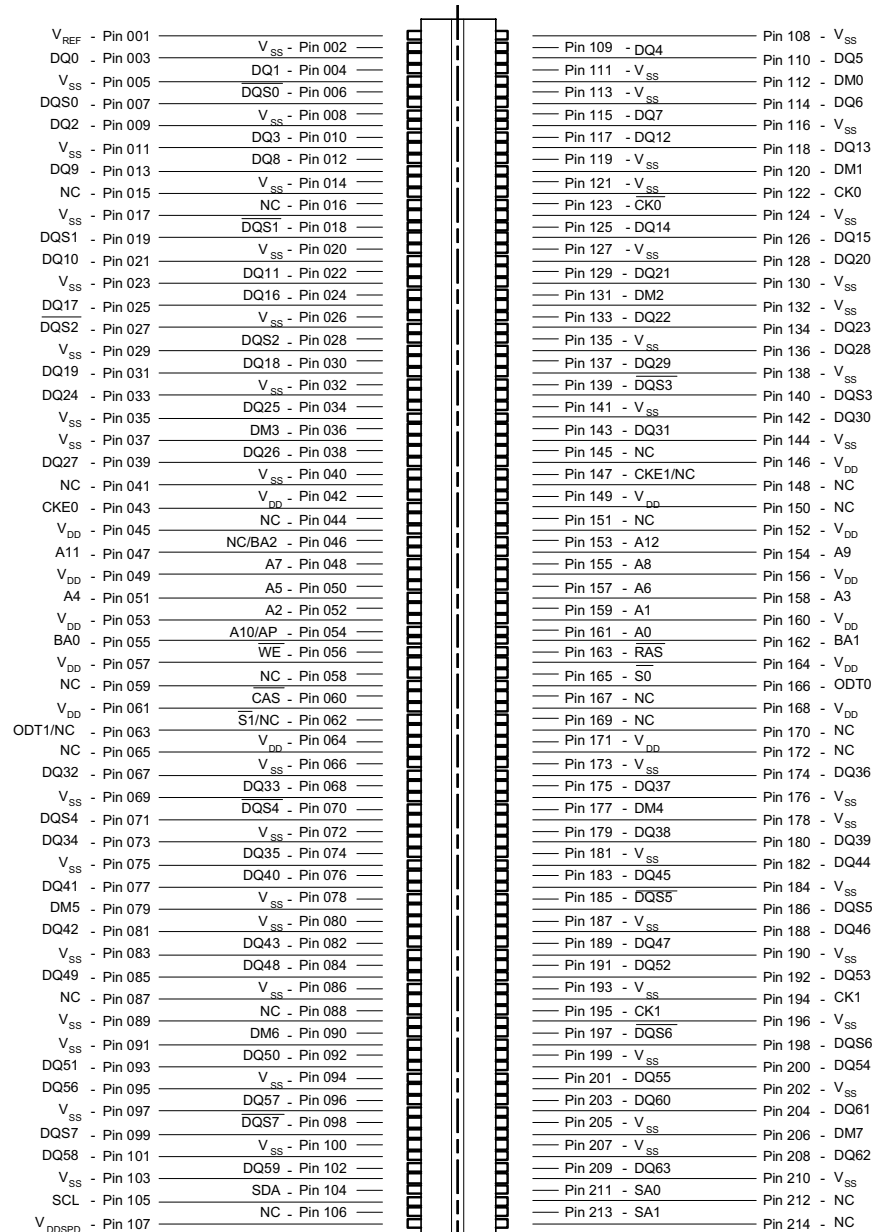 VREF - Pin 001
VSS - Pin 002
DQ0 - Pin 003
DQ1 - Pin 004
VSS - Pin 005
DQS0 - Pin 006
DQS0 - Pin 007
VSS - Pin 008
DQ2 - Pin 009
DQ3 - Pin 010
VSS - Pin 011
DQ8 - Pin 012
DQ9 - Pin 013
VSS - Pin 014
NC - Pin 015
NC - Pin 016
VSS - Pin 017
DQS1 - Pin 018
DQS1 - Pin 019
VSS - Pin 020
DQ10 - Pin 021
DQ11 - Pin 022
VSS - Pin 023
DQ16 - Pin 024
DQ17 - Pin 025
VSS - Pin 026
DQS2 - Pin 027
DQS2 - Pin 028
VSS - Pin 029
DQ18 - Pin 030
DQ19 - Pin 031
VSS - Pin 032
DQ24 - Pin 033
DQ25 - Pin 034
VSS - Pin 035
DM3 - Pin 036
VSS - Pin 037
DQ26 - Pin 038
DQ27 - Pin 039
VSS - Pin 040
NC - Pin 041
VDD - Pin 042
CKE0 - Pin 043
NC - Pin 044
VDD - Pin 045
NC/BA2 - Pin 046
A11 - Pin 047
A7 - Pin 048
VDD - Pin 049
A5 - Pin 050
A4 - Pin 051
A2 - Pin 052
VDD - Pin 053
A10/AP - Pin 054
BA0 - Pin 055
WE - Pin 056
VDD - Pin 057
NC - Pin 058
NC - Pin 059
CAS - Pin 060
VDD - Pin 061
S1/NC - Pin 062
ODT1/NC - Pin 063
VDD - Pin 064
NC - Pin 065
VSS - Pin 066
DQ32 - Pin 067
DQ33 - Pin 068
VSS - Pin 069
DQS4 - Pin 070
DQS4 - Pin 071
VSS - Pin 072
DQ34 - Pin 073
DQ35 - Pin 074
VSS - Pin 075
DQ40 - Pin 076
DQ41 - Pin 077
VSS - Pin 078
DM5 - Pin 079
VSS - Pin 080
DQ42 - Pin 081
DQ43 - Pin 082
VSS - Pin 083
DQ48 - Pin 084
DQ49 - Pin 085
VSS - Pin 086
NC - Pin 087
NC - Pin 088
VSS - Pin 089
DM6 - Pin 090
VSS - Pin 091
DQ50 - Pin 092
DQ51 - Pin 093
VSS - Pin 094
DQ56 - Pin 095
DQ57 - Pin 096
VSS - Pin 097
DQS7 - Pin 098
DQS7 - Pin 099
VSS - Pin 100
DQ58 - Pin 101
DQ59 - Pin 102
VSS - Pin 103
SDA - Pin 104
SCL - Pin 105
NC - Pin 106
VDDSPD - Pin 107
Pin 108 - VSS
Pin 109 - DQ4
Pin 110 - DQ5
Pin 111 - VSS
Pin 112 - DM0
Pin 113 - VSS
Pin 114 - DQ6
Pin 115 - DQ7
Pin 116 - VSS
Pin 117 - DQ12
Pin 118 - DQ13
Pin 119 - VSS
Pin 120 - DM1
Pin 121 - VSS
Pin 122 - CK0
Pin 123 - CK0
Pin 124 - VSS
Pin 125 - DQ14
Pin 126 - DQ15
Pin 127 - VSS
Pin 128 - DQ20
Pin 129 - DQ21
Pin 130 - VSS
Pin 131 - DM2
Pin 132 - VSS
Pin 133 - DQ22
Pin 134 - DQ23
Pin 135 - VSS
Pin 136 - DQ28
Pin 137 - DQ29
Pin 138 - VSS
Pin 139 - DQS3
Pin 140 - DQS3
Pin 141 - VSS
Pin 142 - DQ30
Pin 143 - DQ31
Pin 144 - VSS
Pin 145 - NC
Pin 146 - VDD
Pin 147 - CKE1/NC
Pin 148 - NC
Pin 149 - VDD
Pin 150 - NC
Pin 151 - NC
Pin 152 - VDD
Pin 153 - A12
Pin 154 - A9
Pin 155 - A8
Pin 156 - VDD
Pin 157 - A6
Pin 158 - A3
Pin 159 - A1
Pin 160 - VDD
Pin 161 - A0
Pin 162 - BA1
Pin 163 - RAS
Pin 164 - VDD
Pin 165 - S0
Pin 166 - ODT0
Pin 167 - NC
Pin 168 - VDD
Pin 169 - NC
Pin 170 - NC
Pin 171 - VDD
Pin 172 - NC
Pin 173 - VSS
Pin 174 - DQ36
Pin 175 - DQ37
Pin 176 - VSS
Pin 177 - DM4
Pin 178 - VSS
Pin 179 - DQ38
Pin 180 - DQ39
Pin 181 - VSS
Pin 182 - DQ44
Pin 183 - DQ45
Pin 184 - VSS
Pin 185 - DQS5
Pin 186 - DQS5
Pin 187 - VSS
Pin 188 - DQ46
Pin 189 - DQ47
Pin 190 - VSS
Pin 191 - DQ52
Pin 192 - DQ53
Pin 193 - VSS
Pin 194 - CK1
Pin 195 - CK1
Pin 196 - VSS
Pin 197 - DQS6
Pin 198 - DQS6
Pin 199 - VSS
Pin 200 - DQ54
Pin 201 - DQ55
Pin 202 - VSS
Pin 203 - DQ60
Pin 204 - DQ61
Pin 205 - VSS
Pin 206 - DM7
Pin 207 - VSS
Pin 208 - DQ62
Pin 209 - DQ63
Pin 210 - VSS
Pin 211 - SA0
Pin 212 - NC
Pin 213 - SA1
Pin 214 - NC